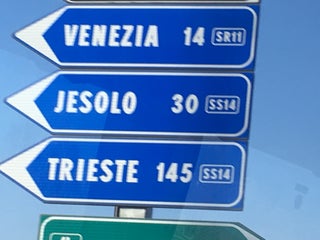 VENEZIA 14 SR11
JESOLO 30 SS14
TRIESTE 145 SS14